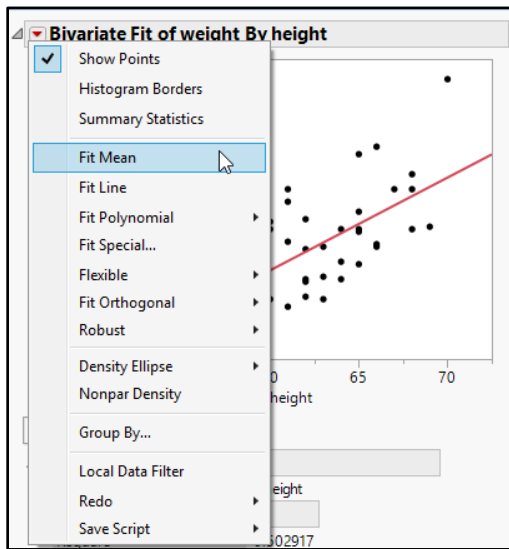 Bivariate Fit of weight By height
Show Points
Histogram Borders
Summary Statistics
Fit Mean
Fit Line
Fit Polynomial
Fit Special...
Flexible
Fit Orthogonal
Robust
Density Ellipse
Nonpar Density
Group By...
Local Data Filter
Redo
Save Script
0 65 70
height
eight
502917